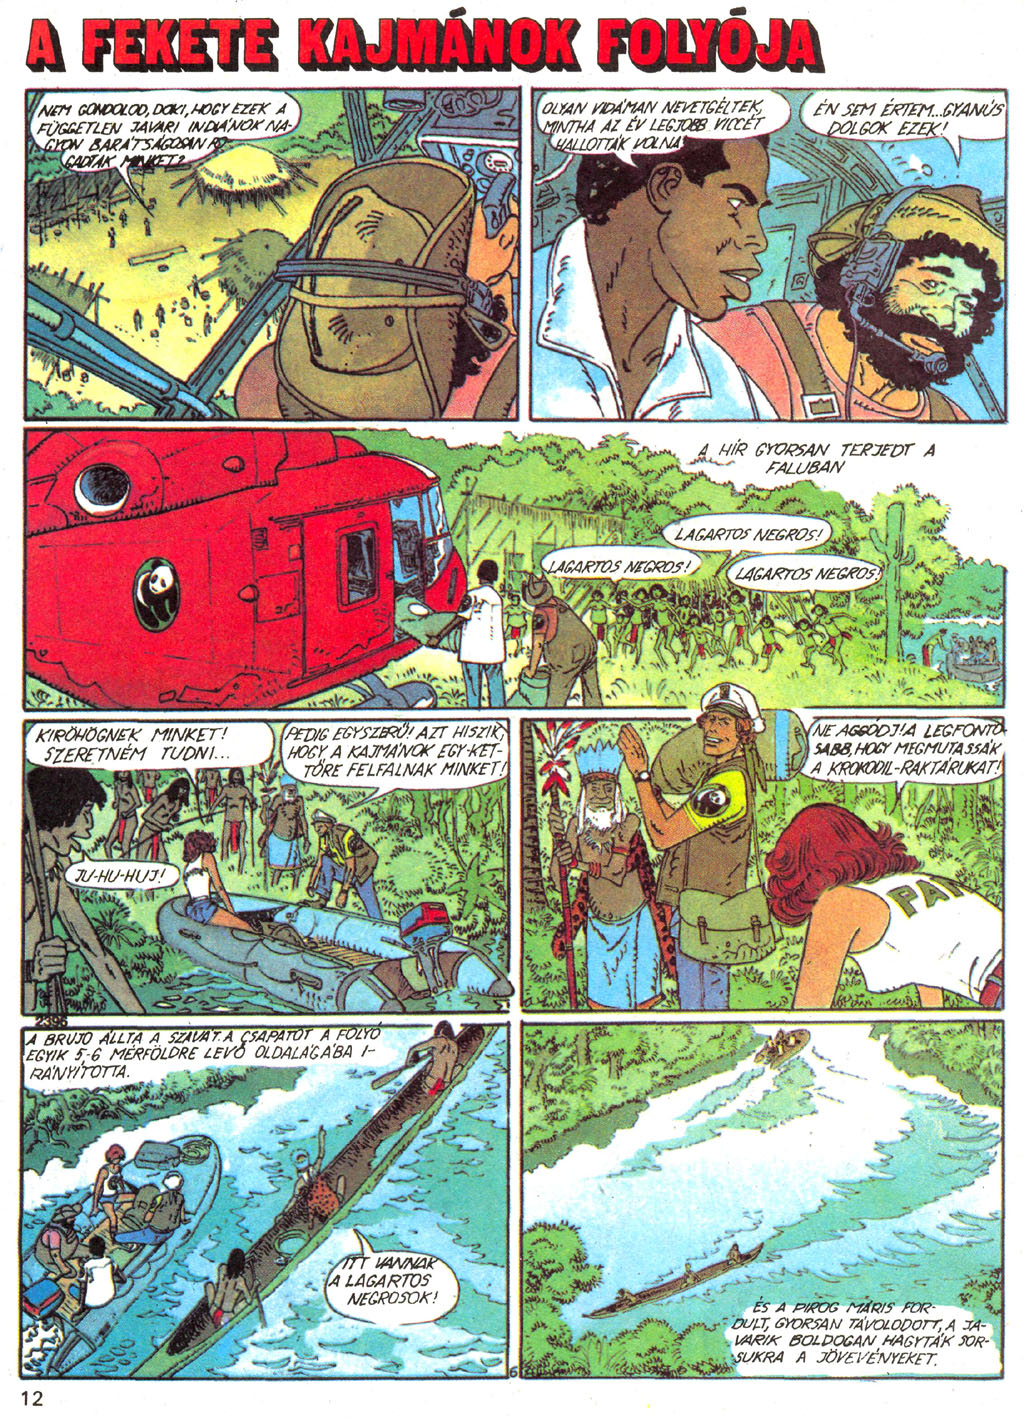 A FEKETE KAJMÁNOK FOLYÓJA
NEM GONDOLOD, DOKI, HOGY EZEK A
FÜGGETLEN JAVARI INDIÁNOK NA-
GYON BARÁTSÁGOSAN
GADTAK MINKET?
OLYAN VIDÁMAN NEVETGÉLTEK,
MINTHA AZ ÉV LEGJOBB VICCÉT
HALLOTTÁK VOLNA!
ÉN SEM ÉRTEM...GYANÚS
DOLGOK EZEK!
A HÍR GYORSAN TERJEDT A
FALUBAN
LAGARTOS NEGROS!
LAGARTOS NEGROS!
LAGARTOS NEGROS!
KIRÖHÖGNEK MINKET!
SZERETNÉM TUDNI...
PEDIG EGYSZERŰ! AZT HISZIK,
HOGY A KAJMÁNOK EGY-KET-
TŐRE FELFALNAK MINKET!
JU-HU-HUJ!
NE AGGÓDJ! A LEGFONTO-
SABB, HOGY MEGMUTASSÁK
A KROKODIL-RAKTÁRUKAT!
PAN
2396
A BRUJO ÁLLTA A SZAVÁT. A CSAPATOT A FOLYÓ
EGYIK 5-6 MÉRFÖLDRE LEVŐ OLDALÁGÁBA I-
RÁNYÍTOTTA.
ITT VANNAK
A LAGARTOS
NEGROSOK!
ÉS A PIROG MÁRIS FOR-
DULT, GYORSAN TÁVOLODOTT, A JA-
VARIK BOLDOGAN HAGYTÁK SOR-
SUKRA A JÖVEVÉNYEKET.
6
12